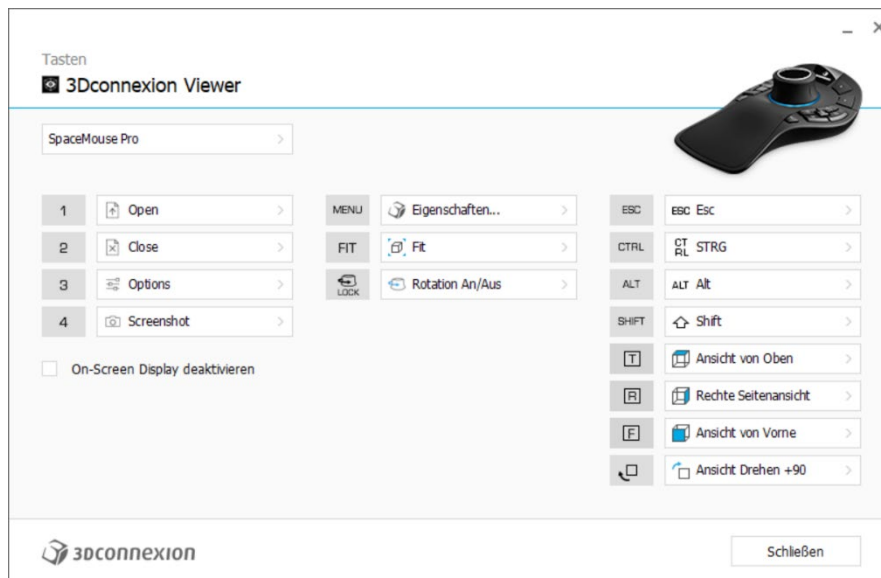 Tasten
3Dconnexion Viewer
SpaceMouse Pro
1 Open
2 Close
3 Options
4 Screenshot
On-Screen Display deaktivieren
MENU Eigenschaften...
FIT Fit
LOCK Rotation An/Aus
ESC ESC Esc
CTRL CTRL STRG
ALT ALT Alt
SHIFT Shift
T Ansicht von Oben
R Rechte Seitenansicht
F Ansicht von Vorne
Ansicht Drehen +90
3Dconnexion
Schließen